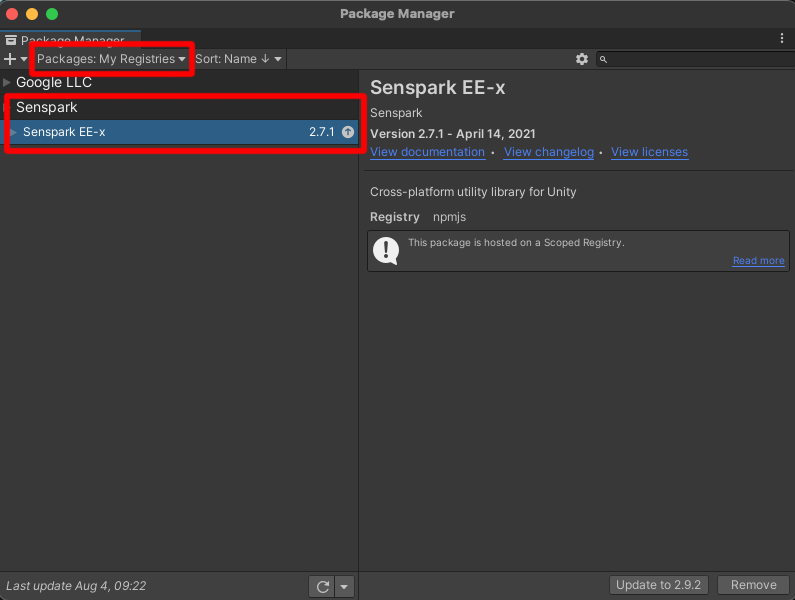 Package Manager
Package Manager
Packages: My Registries
Sort: Name ↓
Google LLC
Senspark
Senspark EE-x 2.7.1
Senspark EE-x
Senspark
Version 2.7.1 - April 14, 2021
View documentation • View changelog • View licenses
Cross-platform utility library for Unity
Registry npmjs
This package is hosted on a Scoped Registry.
Read more
Last update Aug 4, 09:22
Update to 2.9.2
Remove